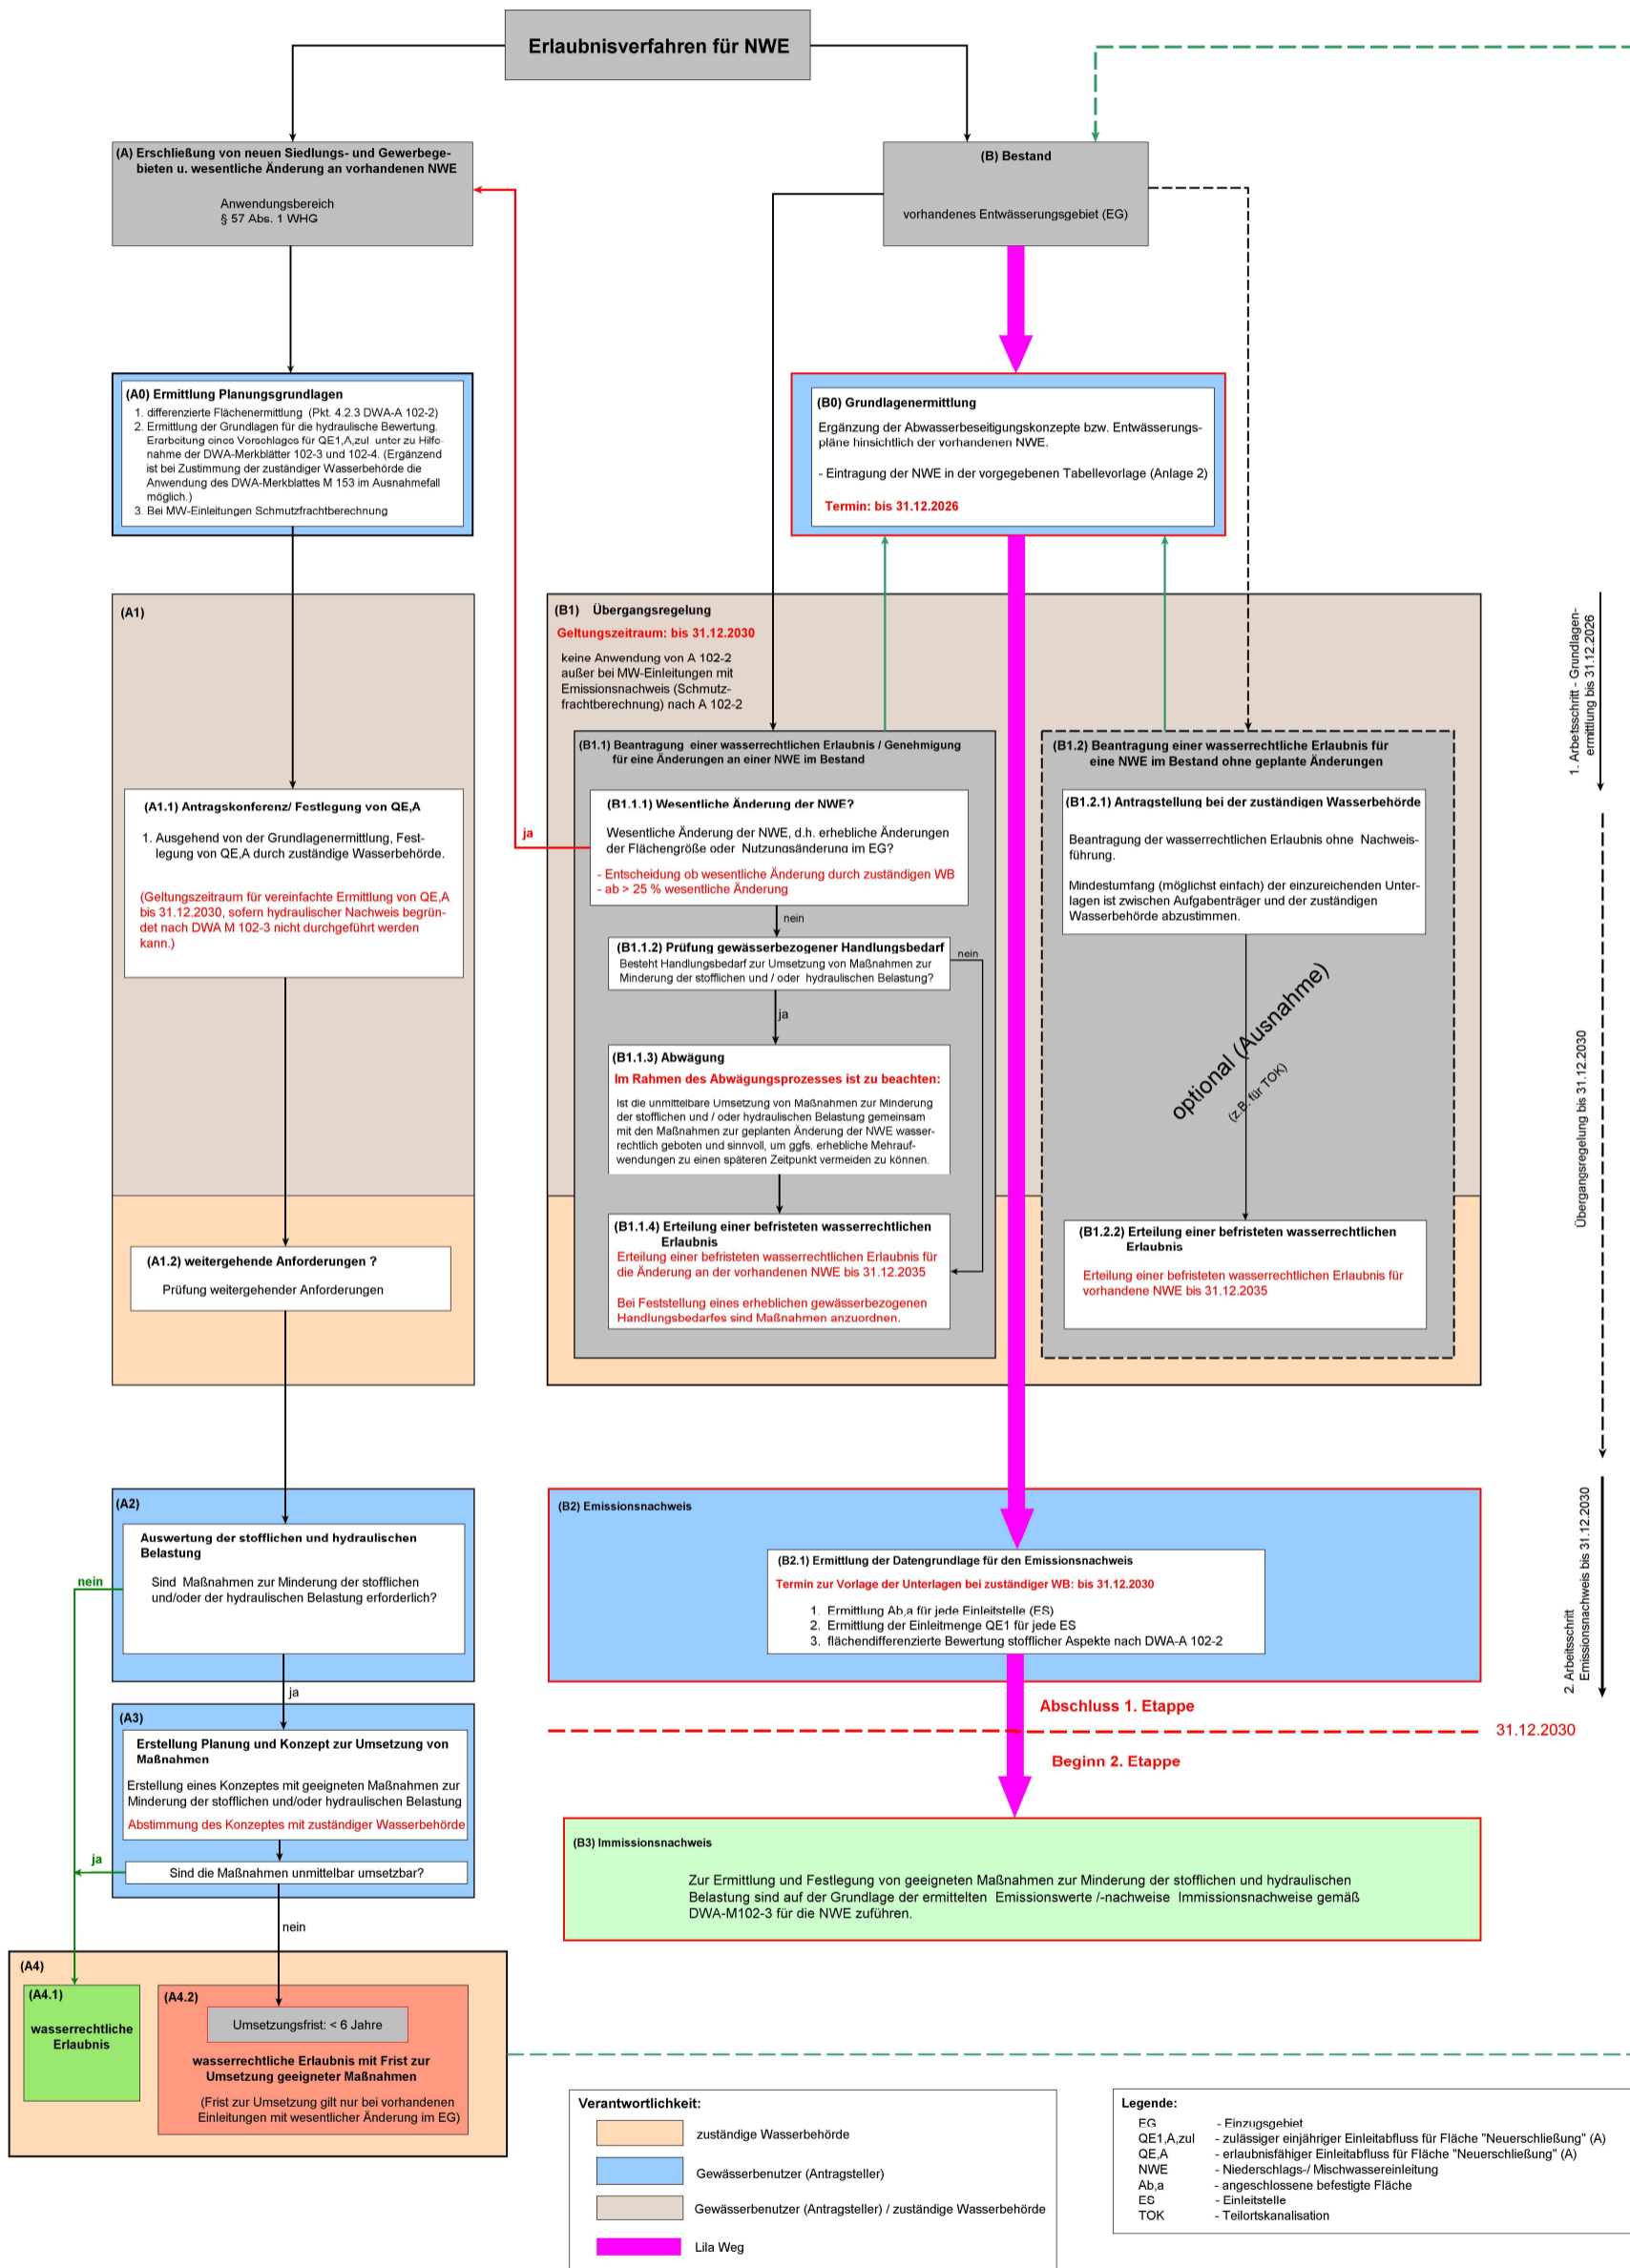 Erlaubnisverfahren für NWE
(A) Erschließung von neuen Siedlungs- und Gewerbege-
bieten u. wesentliche Änderung an vorhandenen NWE
Anwendungsbereich
§ 57 Abs. 1 WHG
(B) Bestand
vorhandenes Entwässerungsgebiet (EG)
(A0) Ermittlung Planungsgrundlagen
1. differenzierte Flächenermittlung (Pkt. 4.2.3 DWA-A 102-2)
2. Ermittlung der Grundlagen für die hydraulische Bewertung.
Erarbeitung eines Vorschlages für QE1,A,zul unter zu Hilfe-
nahme der DWA-Merkblätter 102-3 und 102-4. (Ergänzend
ist bei Zustimmung der zuständiger Wasserbehörde die
Anwendung des DWA-Merkblattes M 153 im Ausnahmefall
möglich.)
3. Bei MW-Einleitungen Schmutzfrachtberechnung
(B0) Grundlagenermittlung
Ergänzung der Abwasserbeseitigungskonzepte bzw. Entwässerungs-
pläne hinsichtlich der vorhandenen NWE.
- Eintragung der NWE in der vorgegebenen Tabellevorlage (Anlage 2)
Termin: bis 31.12.2026
(A1)
(A1.1) Antragskonferenz/ Festlegung von QE,A
1. Ausgehend von der Grundlagenermittlung, Fest-
legung von QE,A durch zuständige Wasserbehörde.
(Geltungszeitraum für vereinfachte Ermittlung von QE,A
bis 31.12.2030, sofern hydraulischer Nachweis begrün-
det nach DWA M 102-3 nicht durchgeführt werden
kann.)
(A1.2) weitergehende Anforderungen ?
Prüfung weitergehender Anforderungen
(B1) Übergangsregelung
Geltungszeitraum: bis 31.12.2030
keine Anwendung von A 102-2
außer bei MW-Einleitungen mit
Emissionsnachweis (Schmutz-
frachtberechnung) nach A 102-2
(B1.1) Beantragung einer wasserrechtlichen Erlaubnis / Genehmigung
für eine Änderungen an einer NWE im Bestand
(B1.1.1) Wesentliche Änderung der NWE?
Wesentliche Änderung der NWE, d.h. erhebliche Änderungen
der Flächengröße oder Nutzungsänderung im EG?
- Entscheidung ob wesentliche Änderung durch zuständigen WB
- ab > 25 % wesentliche Änderung
ja
nein
(B1.1.2) Prüfung gewässerbezogener Handlungsbedarf
Besteht Handlungsbedarf zur Umsetzung von Maßnahmen zur
Minderung der stofflichen und / oder hydraulischen Belastung?
nein
ja
(B1.1.3) Abwägung
Im Rahmen des Abwägungsprozesses ist zu beachten:
Ist die unmittelbare Umsetzung von Maßnahmen zur Minderung
der stofflichen und / oder hydraulischen Belastung gemeinsam
mit den Maßnahmen zur geplanten Änderung der NWE wasser-
rechtlich geboten und sinnvoll, um ggfs. erhebliche Mehrauf-
wendungen zu einen späteren Zeitpunkt vermeiden zu können.
(B1.1.4) Erteilung einer befristeten wasserrechtlichen
Erlaubnis
Erteilung einer befristeten wasserrechtlichen Erlaubnis für
die Änderung an der vorhandenen NWE bis 31.12.2035
Bei Feststellung eines erheblichen gewässerbezogenen
Handlungsbedarfes sind Maßnahmen anzuordnen.
(B1.2) Beantragung einer wasserrechtliche Erlaubnis für
eine NWE im Bestand ohne geplante Änderungen
(B1.2.1) Antragstellung bei der zuständigen Wasserbehörde
Beantragung der wasserrechtlichen Erlaubnis ohne Nachweis-
führung.
Mindestumfang (möglichst einfach) der einzureichenden Unter-
lagen ist zwischen Aufgabenträger und der zuständigen
Wasserbehörde abzustimmen.
optional (Ausnahme)
(z.B. für TOK)
(B1.2.2) Erteilung einer befristeten wasserrechtlichen
Erlaubnis
Erteilung einer befristeten wasserrechtlichen Erlaubnis für
vorhandene NWE bis 31.12.2035
1. Arbeitsschritt - Grundlagen-
ermittlung bis 31.12.2026
Übergangsregelung bis 31.12.2030
2. Arbeitsschritt
Emissionsnachweis bis 31.12.2030
(A2)
Auswertung der stofflichen und hydraulischen
Belastung
Sind Maßnahmen zur Minderung der stofflichen
und/oder der hydraulischen Belastung erforderlich?
nein
ja
(A3)
Erstellung Planung und Konzept zur Umsetzung von
Maßnahmen
Erstellung eines Konzeptes mit geeigneten Maßnahmen zur
Minderung der stofflichen und/oder hydraulischen Belastung
Abstimmung des Konzeptes mit zuständiger Wasserbehörde
ja
Sind die Maßnahmen unmittelbar umsetzbar?
nein
(B2) Emissionsnachweis
(B2.1) Ermittlung der Datengrundlage für den Emissionsnachweis
Termin zur Vorlage der Unterlagen bei zuständiger WB: bis 31.12.2030
1. Ermittlung Ab,a für jede Einleitstelle (ES)
2. Ermittlung der Einleitmenge QE1 für jede ES
3. flächendifferenzierte Bewertung stofflicher Aspekte nach DWA-A 102-2
Abschluss 1. Etappe
31.12.2030
Beginn 2. Etappe
(B3) Immissionsnachweis
Zur Ermittlung und Festlegung von geeigneten Maßnahmen zur Minderung der stofflichen und hydraulischen
Belastung sind auf der Grundlage der ermittelten Emissionswerte /-nachweise Immissionsnachweise gemäß
DWA-M102-3 für die NWE zuführen.
(A4)
(A4.1)
wasserrechtliche
Erlaubnis
(A4.2)
Umsetzungsfrist: < 6 Jahre
wasserrechtliche Erlaubnis mit Frist zur
Umsetzung geeigneter Maßnahmen
(Frist zur Umsetzung gilt nur bei vorhandenen
Einleitungen mit wesentlicher Änderung im EG)
Verantwortlichkeit:
zuständige Wasserbehörde
Gewässerbenutzer (Antragsteller)
Gewässerbenutzer (Antragsteller) / zuständige Wasserbehörde
Lila Weg
Legende:
EG - Einzugsgebiet
QE1,A,zul - zulässiger einjähriger Einleitabfluss für Fläche "Neuerschließung" (A)
QE,A - erlaubnisfähiger Einleitabfluss für Fläche "Neuerschließung" (A)
NWE - Niederschlags-/ Mischwassereinleitung
Ab,a - angeschlossene befestigte Fläche
ES - Einleitstelle
TOK - Teilortskanalisation